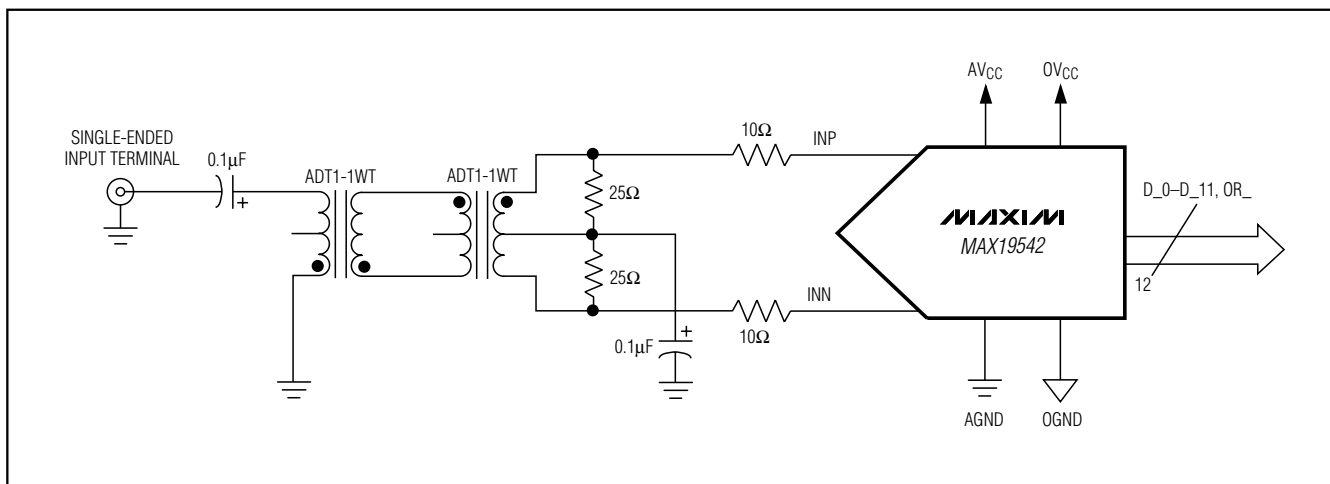 SINGLE-ENDED
INPUT TERMINAL
0.1µF
+
ADT1-1WT
ADT1-1WT
25Ω
25Ω
0.1µF
+
10Ω
INP
10Ω
INN
AVCC
OVCC
MAXIM
MAX19542
D_0–D_11, OR_
12
AGND
OGND